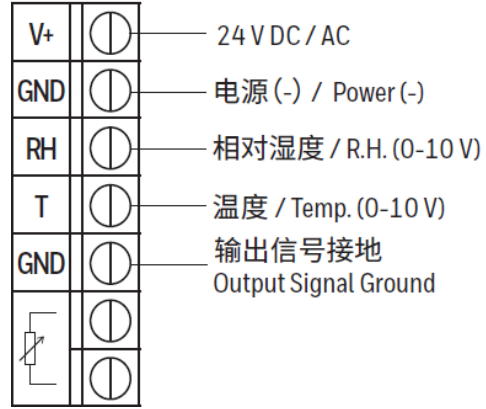 V+ 24 V DC / AC
GND 电源(-) / Power (-)
RH 相对湿度 / R.H. (0-10 V)
T 温度 / Temp. (0-10 V)
GND 输出信号接地
Output Signal Ground